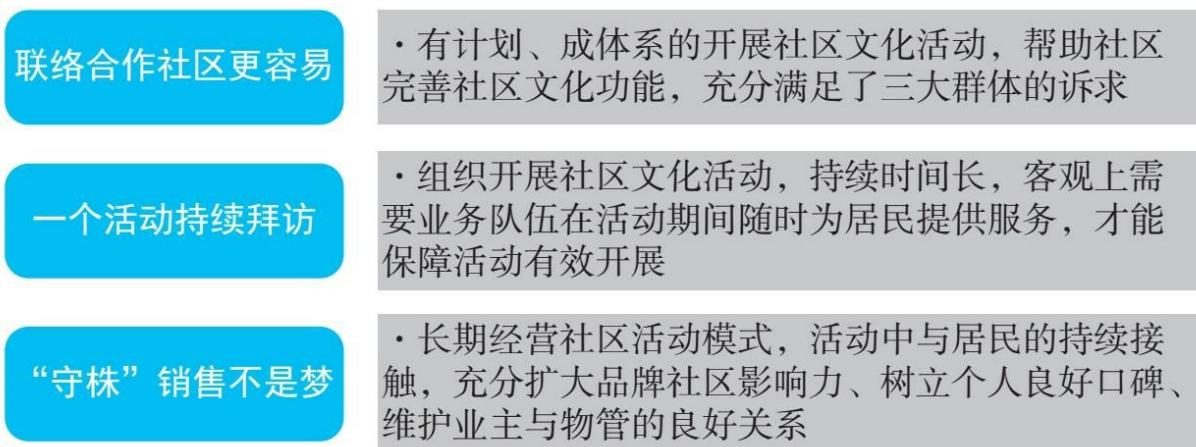 联络合作社区更容易
·有计划、成体系的开展社区文化活动，帮助社区
完善社区文化功能，充分满足了三大群体的诉求
一个活动持续拜访
·组织开展社区文化活动，持续时间长，客观上需
要业务队伍在活动期间随时为居民提供服务，才能
保障活动有效开展
“守株”销售不是梦
·长期经营社区活动模式，活动中与居民的持续接
触，充分扩大品牌社区影响力、树立个人良好口碑、
维护业主与物管的良好关系